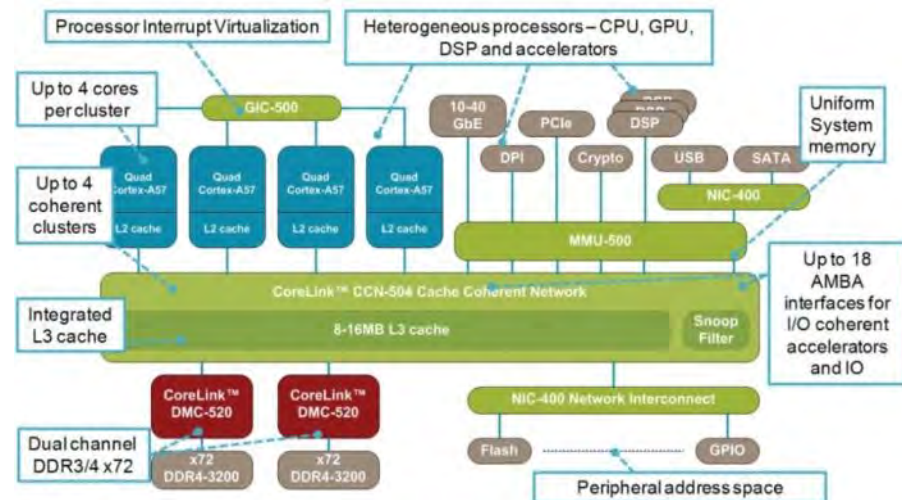 Processor Interrupt Virtualization
Heterogeneous processors – CPU, GPU,
DSP and accelerators
Up to 4 cores
per cluster
GIC-500
10-40
GbE
PCIe
DSP
DSP
DSP
Uniform
System
memory
DPI
Crypto
USB
SATA
Quad
Cortex-A57
L2 cache
Quad
Cortex-A57
L2 cache
Quad
Cortex-A57
L2 cache
Quad
Cortex-A57
L2 cache
Up to 4
coherent
clusters
NIC-400
MMU-500
CoreLink™ CCN-504 Cache Coherent Network
8-16MB L3 cache
Snoop
Filter
Integrated
L3 cache
Up to 18
AMBA
interfaces for
I/O coherent
accelerators
and IO
CoreLink™
DMC-520
CoreLink™
DMC-520
NIC-400 Network Interconnect
Dual channel
DDR3/4 x72
x72
DDR4-3200
x72
DDR4-3200
Flash
GPIO
Peripheral address space